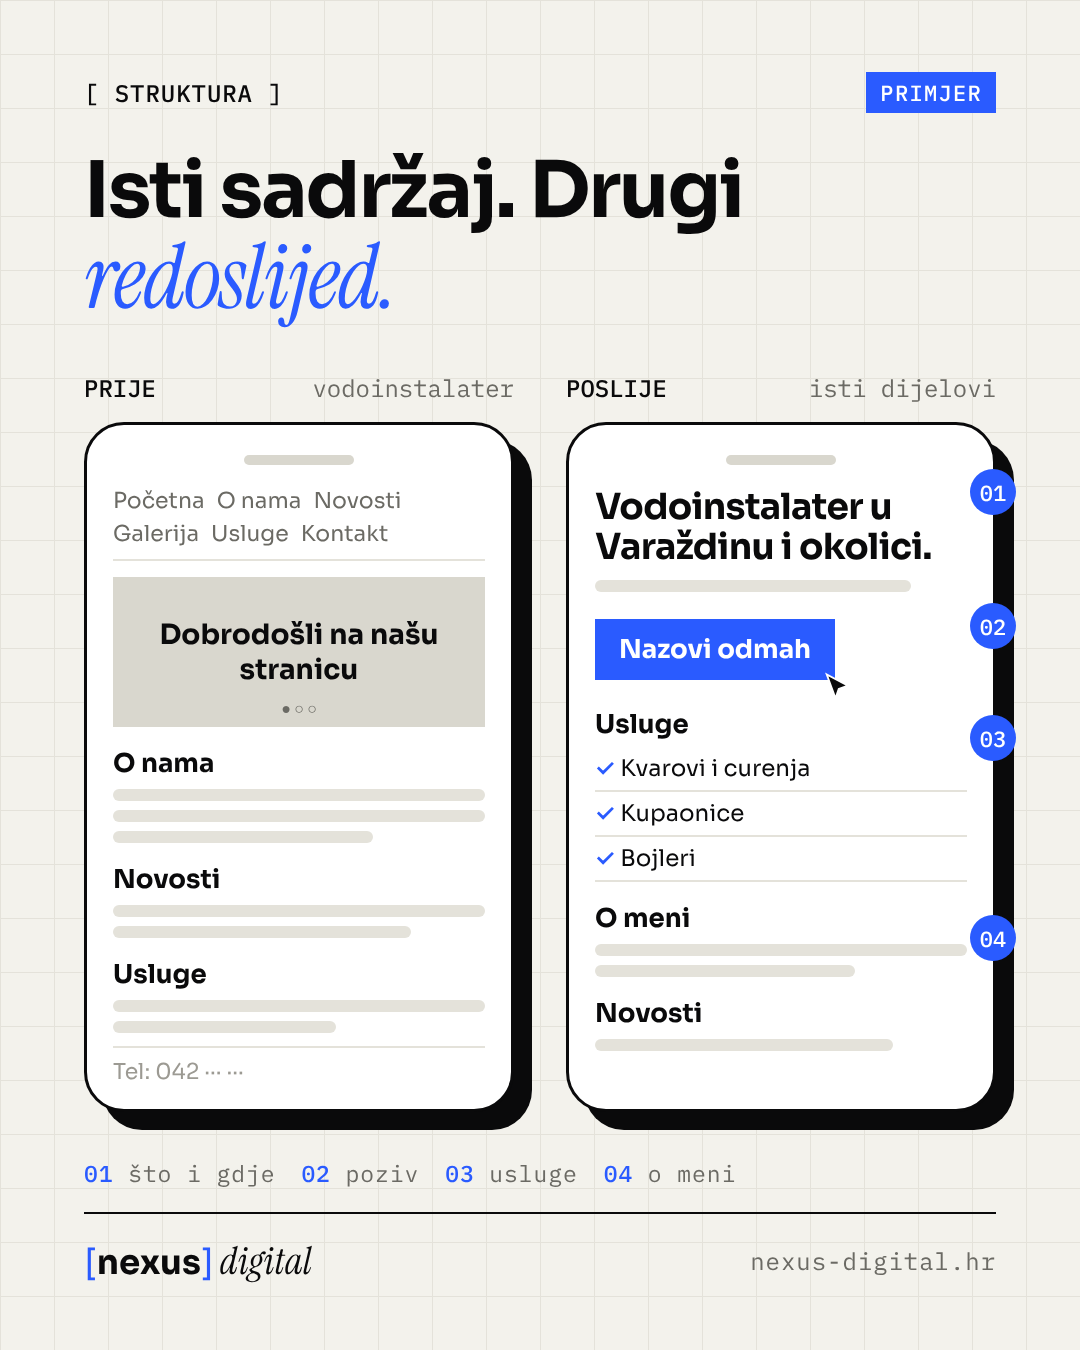 [ STRUKTURA ]
PRIMJER
Isti sadržaj. Drugi
redoslijed.
PRIJE
vodoinstalater
Početna O nama Novosti
Galerija Usluge Kontakt
Dobrodošli na našu
stranicu
O nama
Novosti
Usluge
Tel: 042 ··· ···
POSLIJE
isti dijelovi
Vodoinstalater u
Varaždinu i okolici.
01
Nazovi odmah
02
Usluge
03
Kvarovi i curenja
Kupaonice
Bojleri
O meni
04
Novosti
01 što i gdje 02 poziv 03 usluge 04 o meni
[nexus] digital
nexus-digital.hr